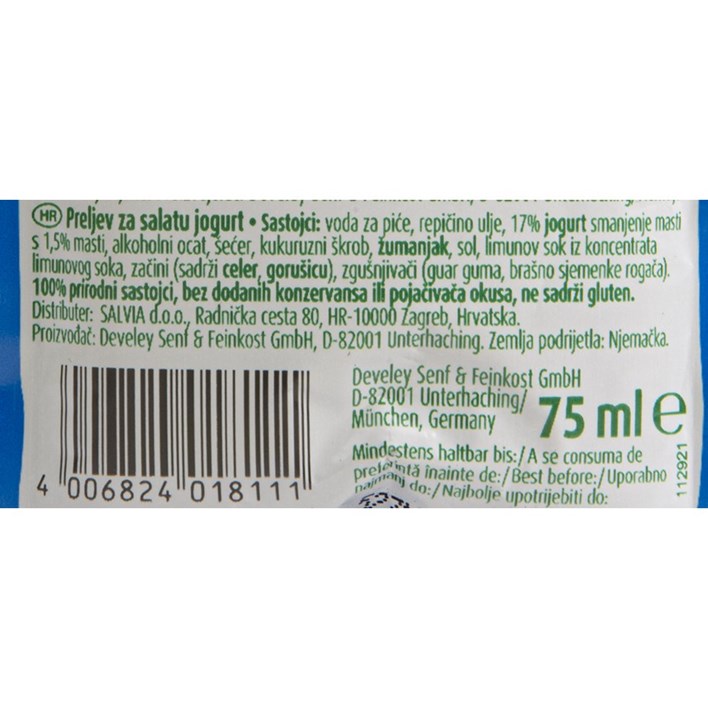 HR Preljev za salatu jogurt • Sastojci: voda za piće, repičino ulje, 17% jogurt smanjenje masti
s 1,5% masti, alkoholni ocat, šećer, kukuruzni škrob, žumanjak, sol, limunov sok iz koncentrata
limunovog soka, začini (sadrži celer, gorušicu), zgušnjivači (guar guma, brašno sjemenke rogača).
100% prirodni sastojci, bez dodanih konzervansa ili pojačivača okusa, ne sadrži gluten.
Distributer: SALVIA d.o.o., Radnička cesta 80, HR-10000 Zagreb, Hrvatska.
Proizvođač: Develey Senf & Feinkost GmbH, D-82001 Unterhaching. Zemlja podrijetla: Njemačka.
Develey Senf & Feinkost GmbH
D-82001 Unterhaching/
München, Germany
75 ml e
Mindestens haltbar bis:/A se consuma de
preferință înainte de:/Best before:/Uporabno
najmanj do:/Najbolje upotrijebiti do:
112921
4 006824 018111